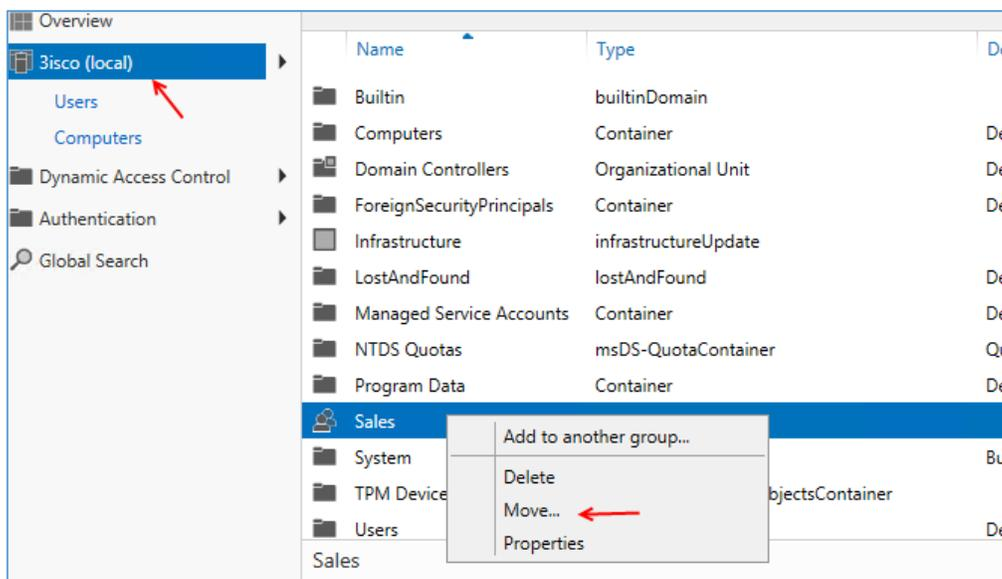 Overview
3isco (local)
Users
Computers
Dynamic Access Control
Authentication
Global Search
Name Type
Builtin builtinDomain
Computers Container
Domain Controllers Organizational Unit
ForeignSecurityPrincipals Container
Infrastructure infrastructureUpdate
LostAndFound lostAndFound
Managed Service Accounts Container
NTDS Quotas msDS-QuotaContainer
Program Data Container
Sales
Add to another group...
System
Delete
TPM Device
Move...
Users
Properties
Sales